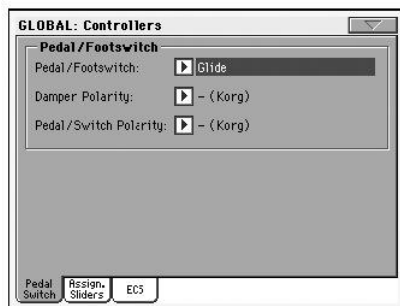 GLOBAL: Controllers
Pedal/Footswitch
Pedal/Footswitch: Glide
Damper Polarity: - (Korg)
Pedal/Switch Polarity: - (Korg)
Pedal Switch
Assign. Sliders
EC5